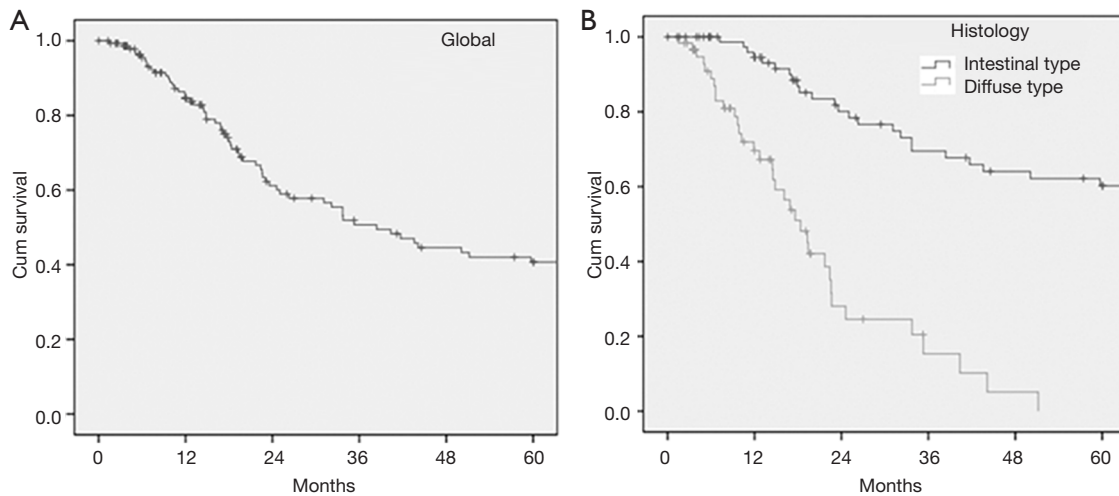 A
Global
1.0
0.8
0.6
0.4
0.2
0.0
Cum survival
0 12 24 36 48 60
Months
B
Histology
Intestinal type
Diffuse type
1.0
0.8
0.6
0.4
0.2
0.0
Cum survival
0 12 24 36 48 60
Months